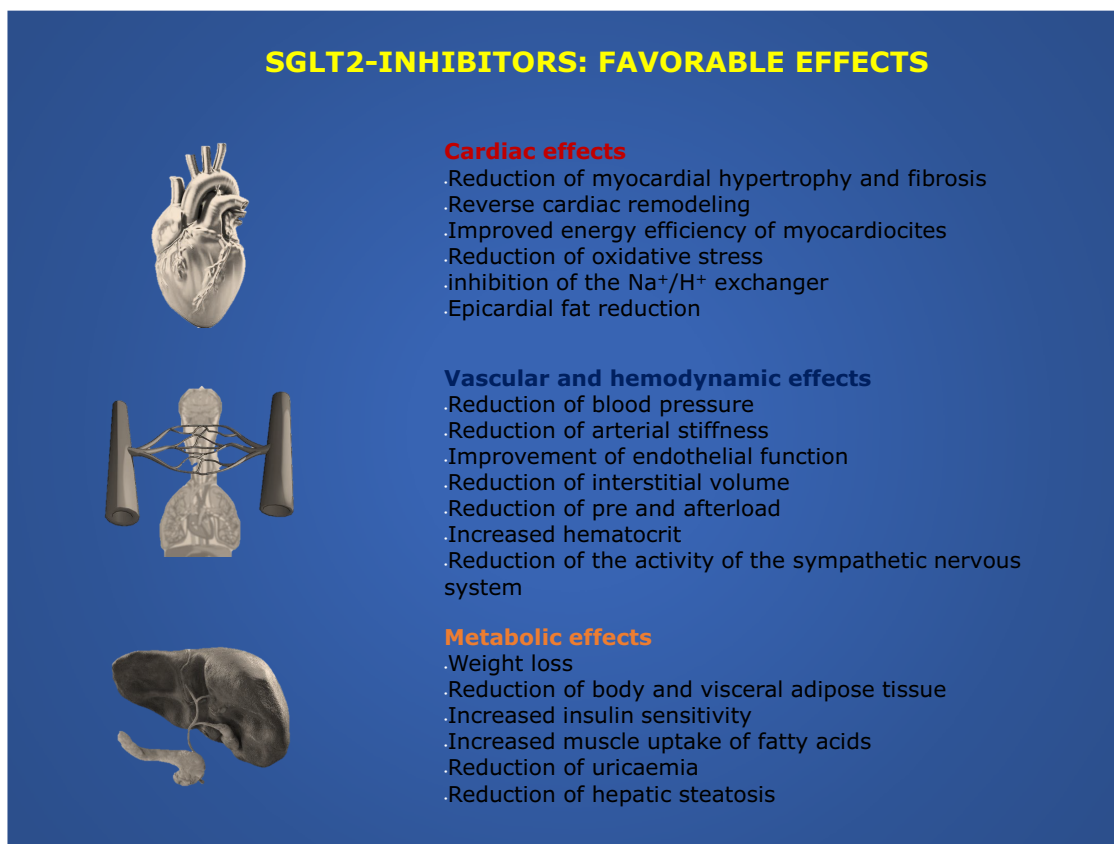 SGLT2-INHIBITORS: FAVORABLE EFFECTS
Cardiac effects
.Reduction of myocardial hypertrophy and fibrosis
.Reverse cardiac remodeling
.Improved energy efficiency of myocardiocites
.Reduction of oxidative stress
.inhibition of the Na⁺/H⁺ exchanger
.Epicardial fat reduction
Vascular and hemodynamic effects
.Reduction of blood pressure
.Reduction of arterial stiffness
.Improvement of endothelial function
.Reduction of interstitial volume
.Reduction of pre and afterload
.Increased hematocrit
.Reduction of the activity of the sympathetic nervous
system
Metabolic effects
.Weight loss
.Reduction of body and visceral adipose tissue
.Increased insulin sensitivity
.Increased muscle uptake of fatty acids
.Reduction of uricaemia
.Reduction of hepatic steatosis